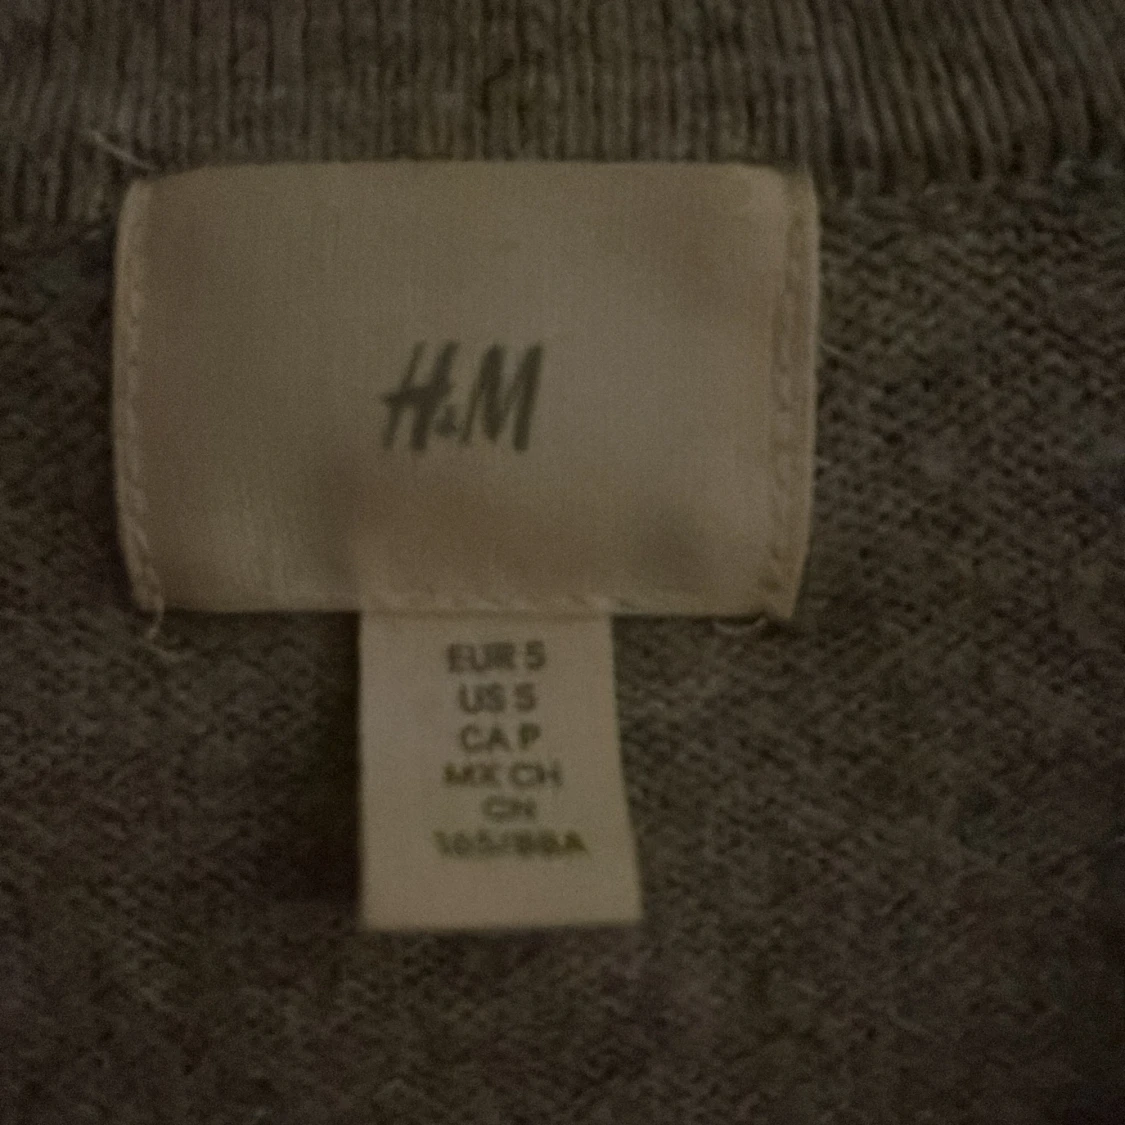 H&M
EUR S
US S
CA P
MX CH
CN
165/88A